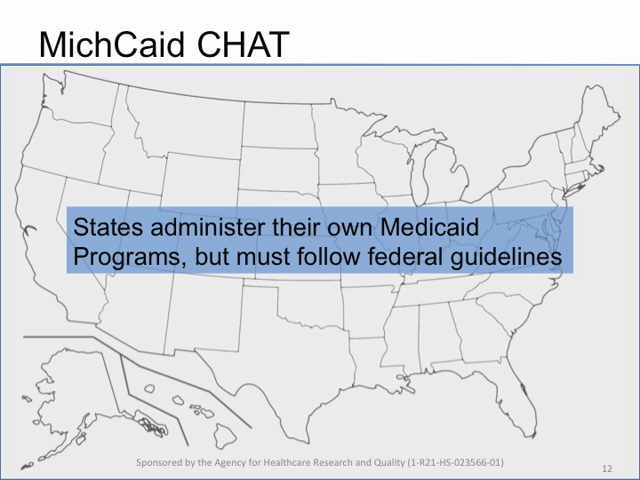 MichCaid CHAT
States administer their own Medicaid
Programs, but must follow federal guidelines
Sponsored by the Agency for Healthcare Research and Quality (1-R21-HS-023566-01)
12